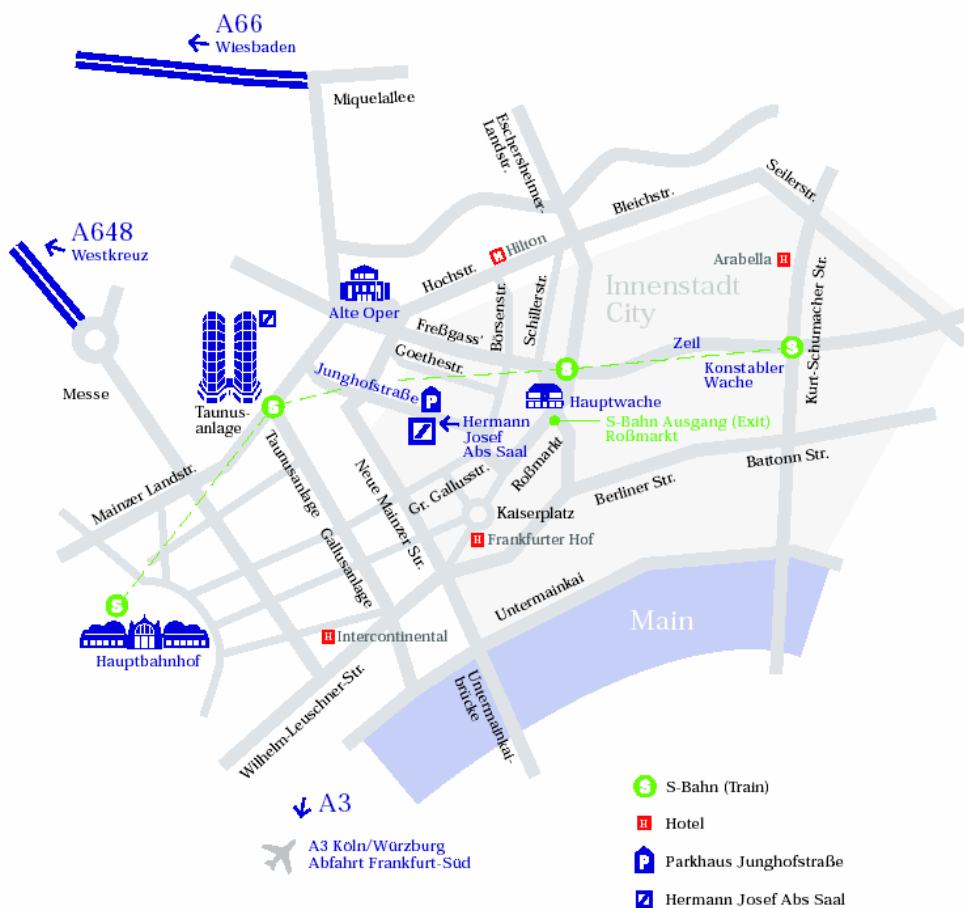 A66
Wiesbaden
Miquelallee
Eschersheimer-
Landstr.
Seilerstr.
Bleichstr.
A648
Westkreuz
Hilton
Arabella
Hochstr.
Alte Oper
Innenstadt
City
Börsenstr.
Schillerstr.
Kurt-Schumacher Str.
Freßgass'
Goethestr.
Zeil
Konstabler
Wache
Messe
Junghofstraße
Taunus-
anlage
Hauptwache
Hermann
Josef
Abs Saal
S-Bahn Ausgang (Exit)
Roßmarkt
Mainzer Landstr.
Taunusanlage
Gallusanlage
Neue Mainzer Str.
Gr. Gallusstr.
Roßmarkt
Kaiserplatz
Berliner Str.
Battonn Str.
Frankfurter Hof
Untermainkai
Main
Intercontinental
Hauptbahnhof
Wilhelm-Leuschner-Str.
Untermainkai-
brücke
A3
A3 Köln/Würzburg
Abfahrt Frankfurt-Süd
S S-Bahn (Train)
H Hotel
P Parkhaus Junghofstraße
Hermann Josef Abs Saal